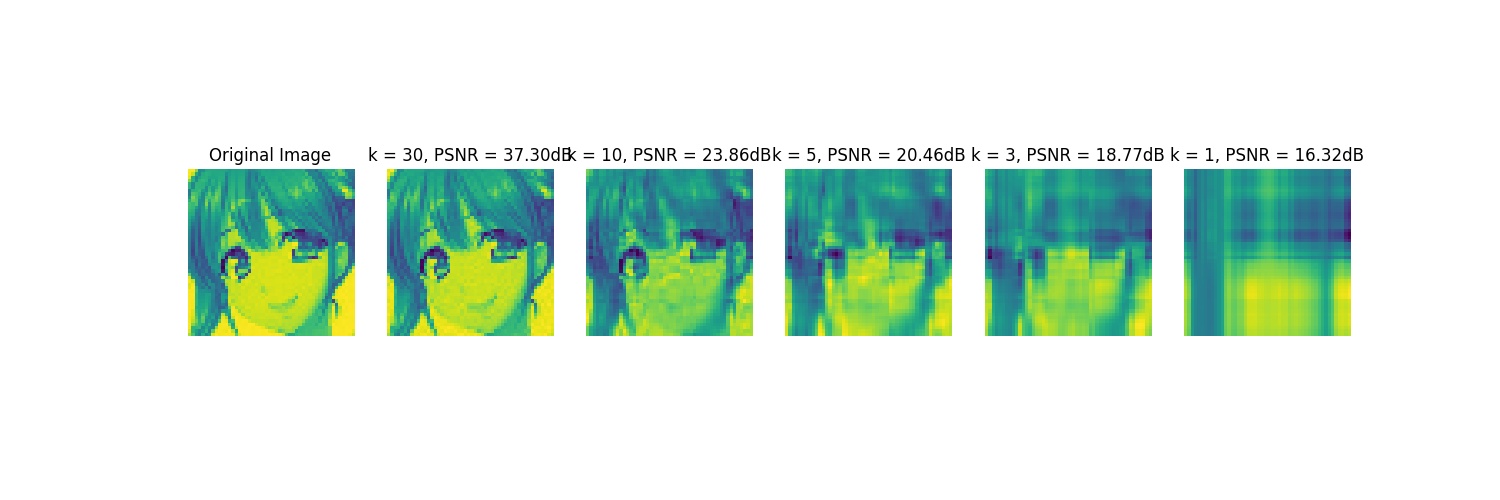 Original Image
k = 30, PSNR = 37.30dB
k = 10, PSNR = 23.86dB
k = 5, PSNR = 20.46dB
k = 3, PSNR = 18.77dB
k = 1, PSNR = 16.32dB